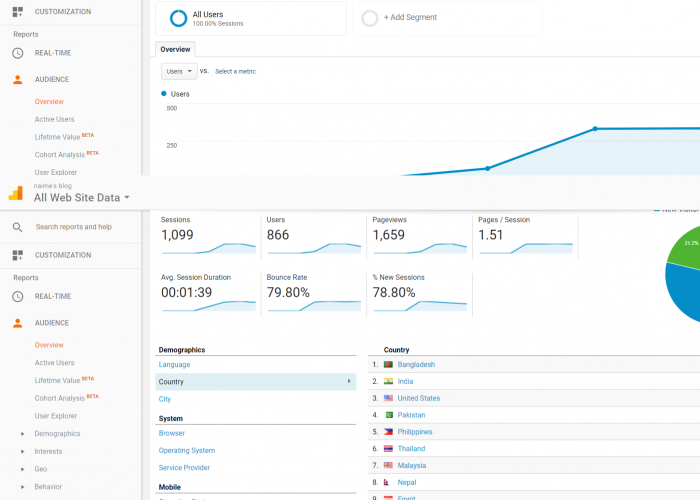 CUSTOMIZATION
Reports
REAL-TIME
AUDIENCE
Overview
Active Users
Lifetime Value BETA
Cohort Analysis BETA
User Explorer
All Users
100.00% Sessions
+ Add Segment
Overview
Users VS. Select a metric
Users
500
250
naime's blog
All Web Site Data
Search reports and help
CUSTOMIZATION
Reports
REAL-TIME
AUDIENCE
Overview
Active Users
Lifetime Value BETA
Cohort Analysis BETA
User Explorer
Demographics
Interests
Geo
Behavior
Sessions
1,099
Users
866
Pageviews
1,659
Pages / Session
1.51
Avg. Session Duration
00:01:39
Bounce Rate
79.80%
% New Sessions
78.80%
21.2%
Demographics
Language
Country
City
System
Browser
Operating System
Service Provider
Mobile
Country
1. Bangladesh
2. India
3. United States
4. Pakistan
5. Philippines
6. Thailand
7. Malaysia
8. Nepal
9. Egypt